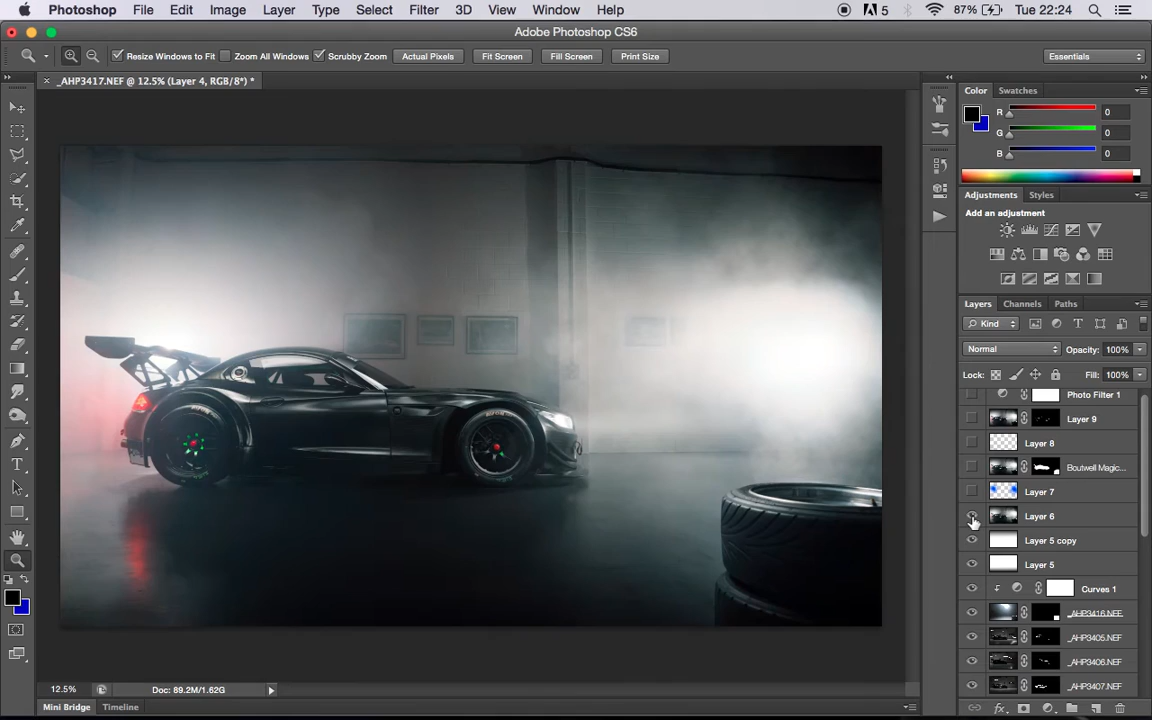 Photoshop File Edit Image Layer Type Select Filter 3D View Window Help 5 87% Tue 22:24
Adobe Photoshop CS6
Resize Windows to Fit Zoom All Windows Scrubby Zoom Actual Pixels Fit Screen Fill Screen Print Size Essentials
_AHP3417.NEF @ 12.5% (Layer 4, RGB/8*) *
Color Swatches
R 0
G 0
B 0
Adjustments Styles
Add an adjustment
Layers Channels Paths
Kind
Normal Opacity: 100%
Lock: Fill: 100%
Photo Filter 1
Layer 9
Layer 8
Boutwell Magic...
Layer 7
Layer 6
Layer 5 copy
Layer 5
Curves 1
_AHP3416.NEF
_AHP3405.NEF
_AHP3406.NEF
_AHP3407.NEF
12.5% Doc: 89.2M/1.62G
Mini Bridge Timeline